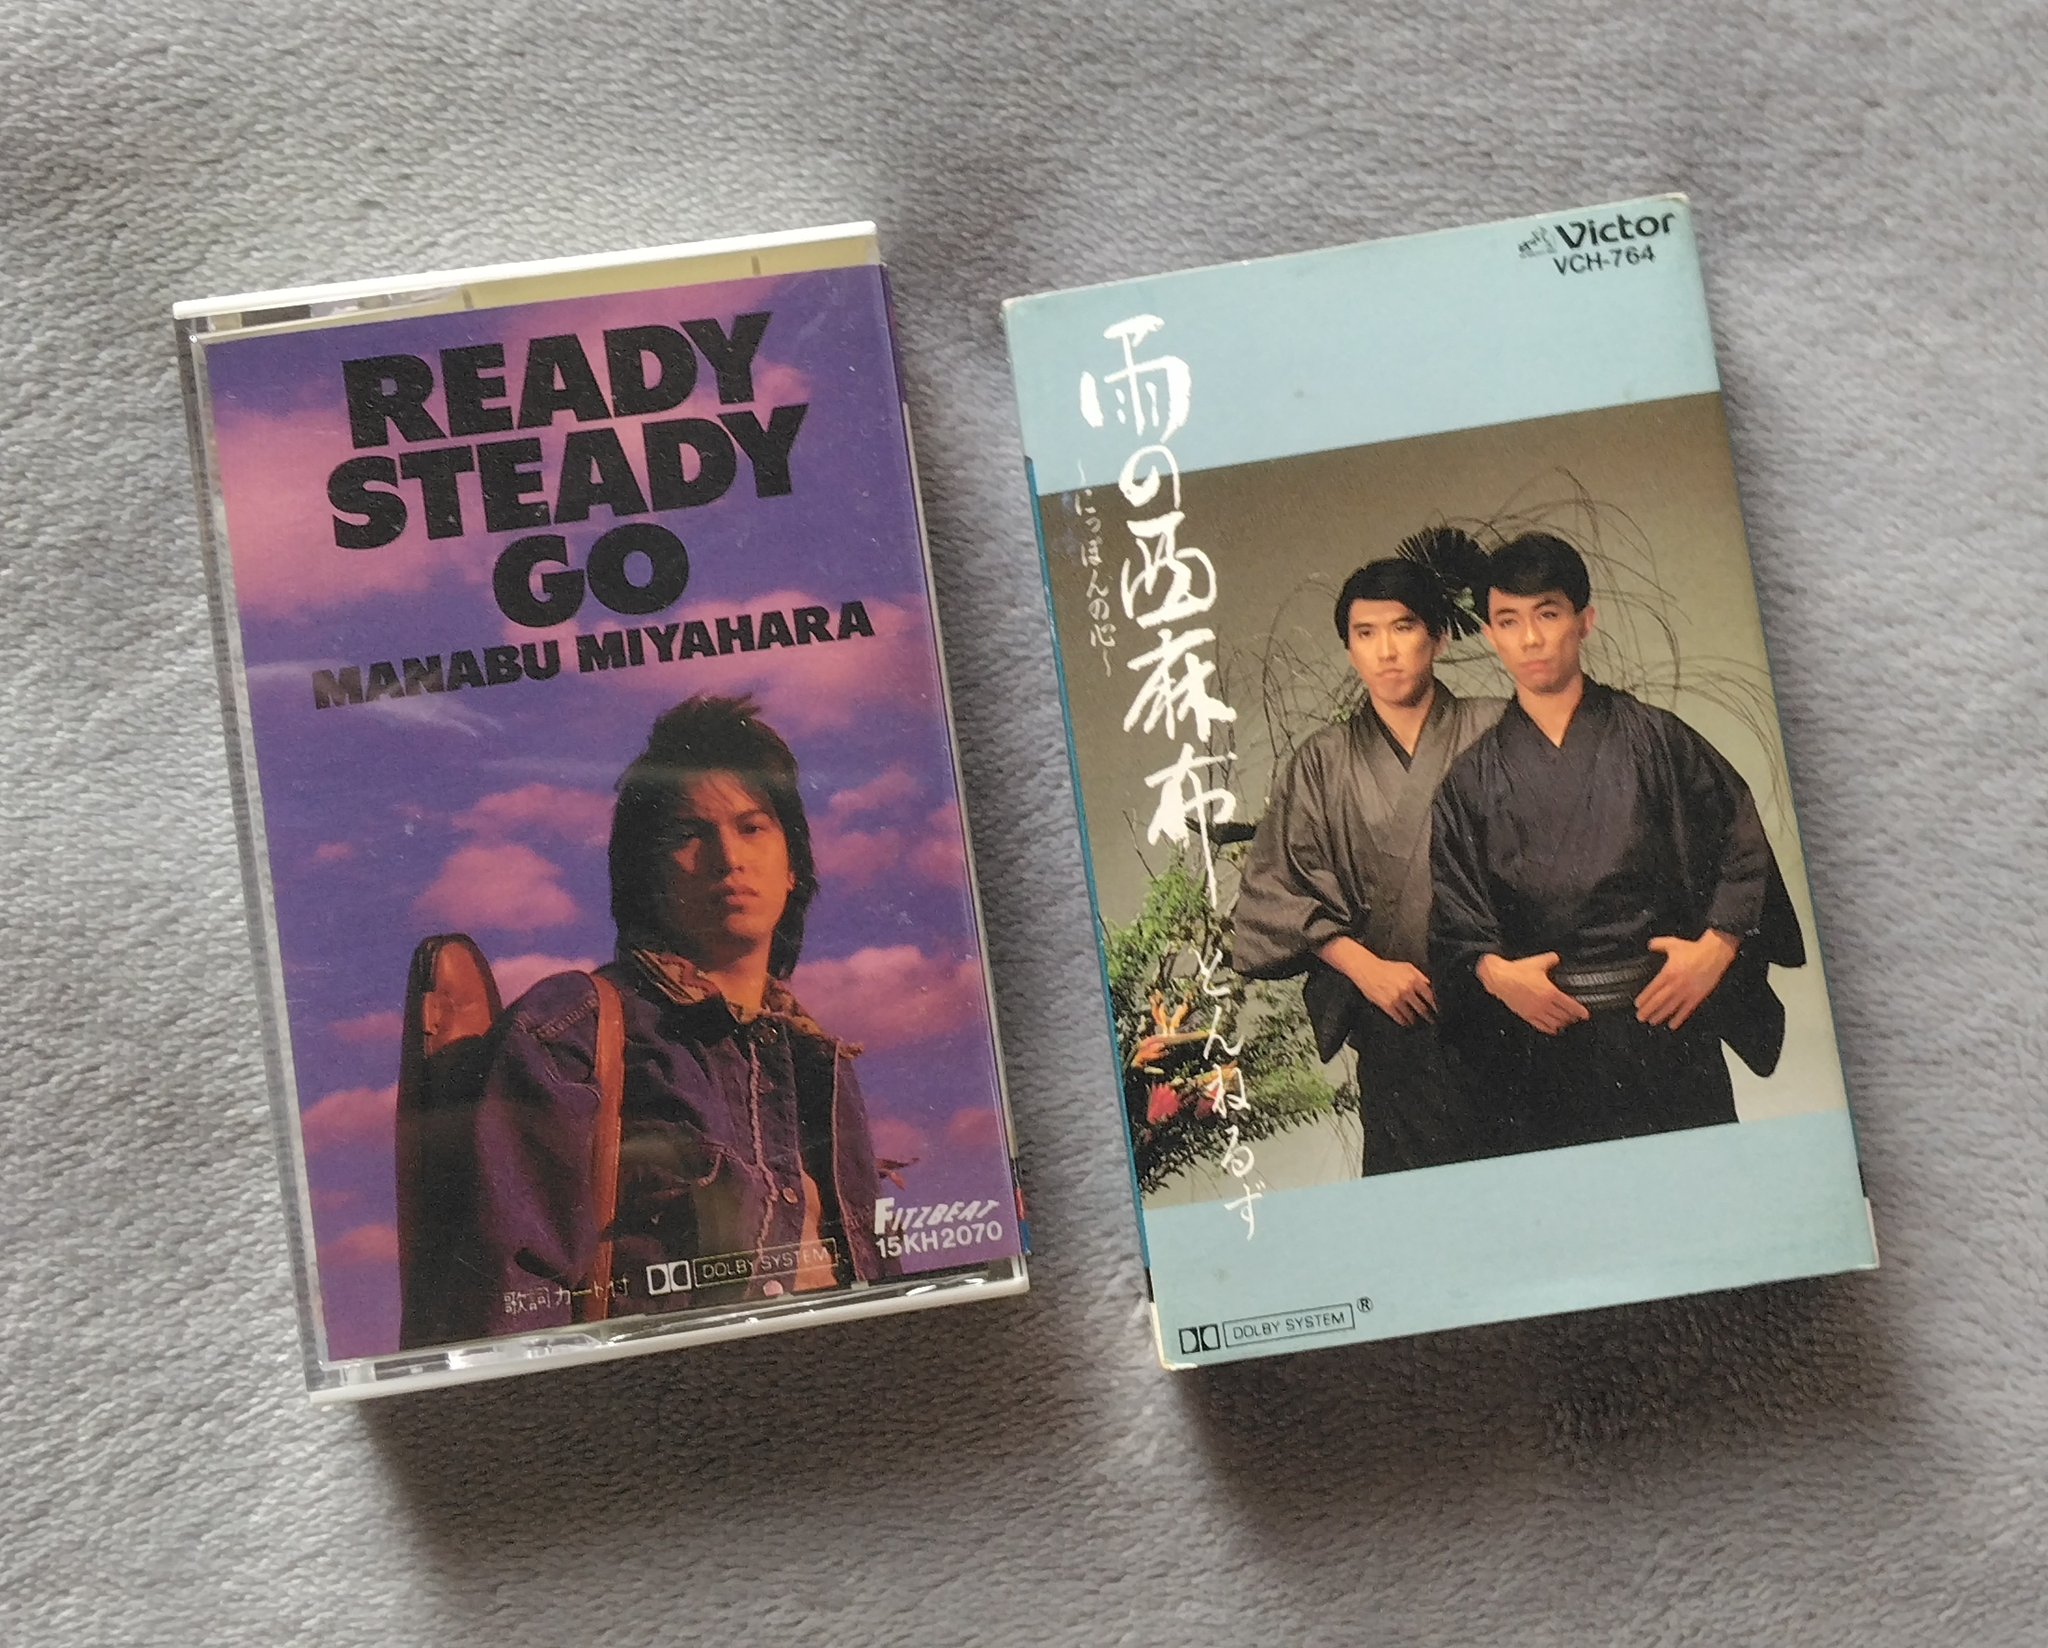 READY
STEADY
GO
MANABU MIYAHARA
FITZBEAT
15KH2070
歌詞カード付
DOLBY SYSTEM
Victor
VCH-764
雨の西麻布
〜にっぽんの心〜
とんねるず
DOLBY SYSTEM®